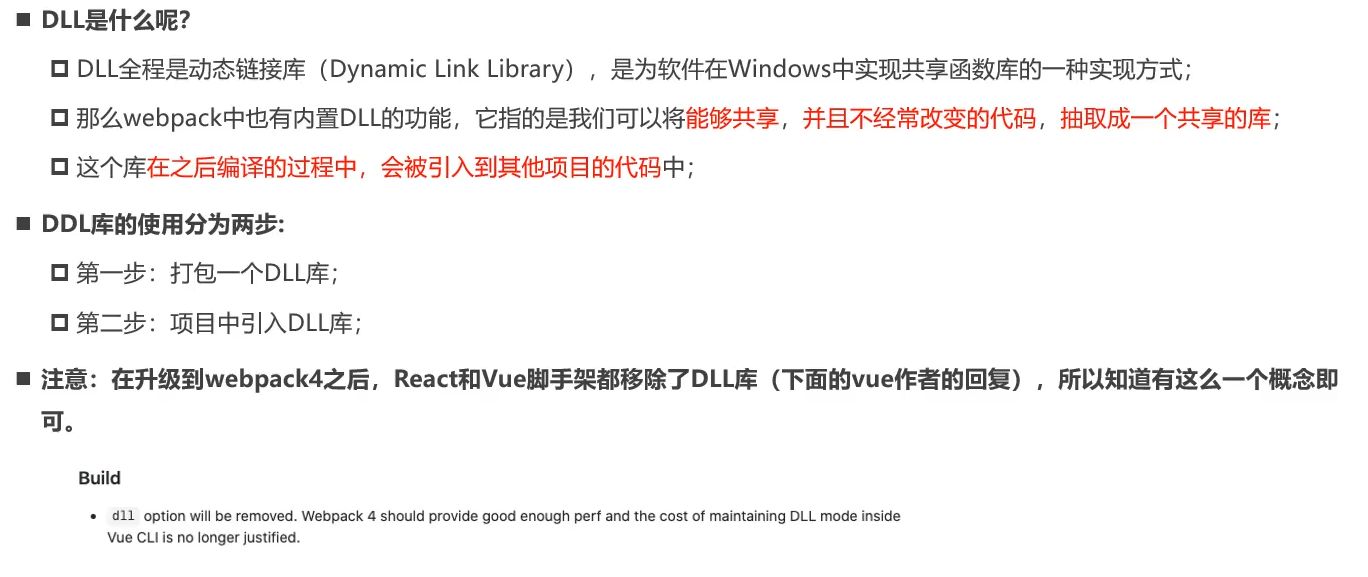 DLL是什么呢?
DLL全程是动态链接库（Dynamic Link Library），是为软件在Windows中实现共享函数库的一种实现方式；
那么webpack中也有内置DLL的功能，它指的是我们可以将能够共享，并且不经常改变的代码，抽取成一个共享的库；
这个库在之后编译的过程中，会被引入到其他项目的代码中；
DDL库的使用分为两步:
第一步：打包一个DLL库；
第二步：项目中引入DLL库；
注意：在升级到webpack4之后，React和Vue脚手架都移除了DLL库（下面的vue作者的回复），所以知道有这么一个概念即
可。
Build
• dll option will be removed. Webpack 4 should provide good enough perf and the cost of maintaining DLL mode inside
Vue CLI is no longer justified.